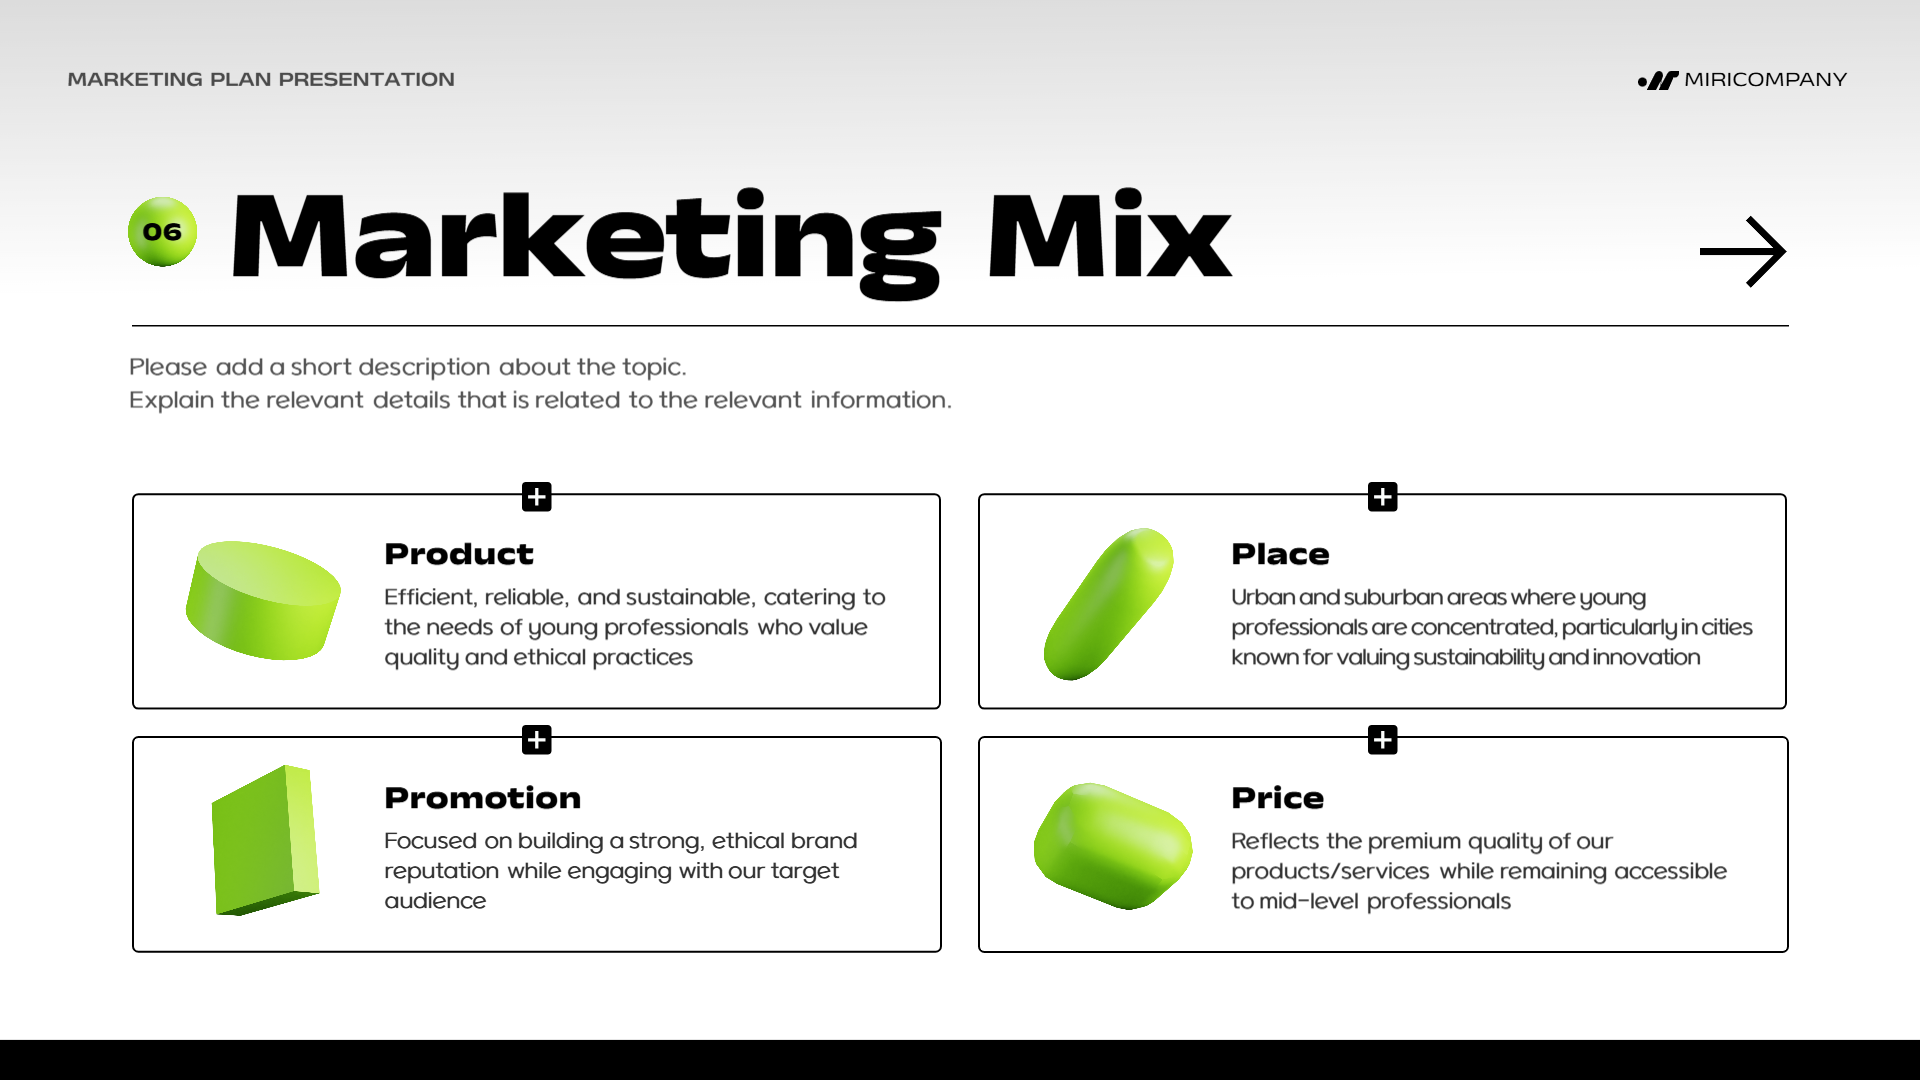 MARKETING PLAN PRESENTATION
MIRICOMPANY
06
Marketing Mix
Please add a short description about the topic.
Explain the relevant details that is related to the relevant information.
Product
Efficient, reliable, and sustainable, catering to
the needs of young professionals who value
quality and ethical practices
Place
Urban and suburban areas where young
professionals are concentrated, particularly in cities
known for valuing sustainability and innovation
Promotion
Focused on building a strong, ethical brand
reputation while engaging with our target
audience
Price
Reflects the premium quality of our
products/services while remaining accessible
to mid-level professionals